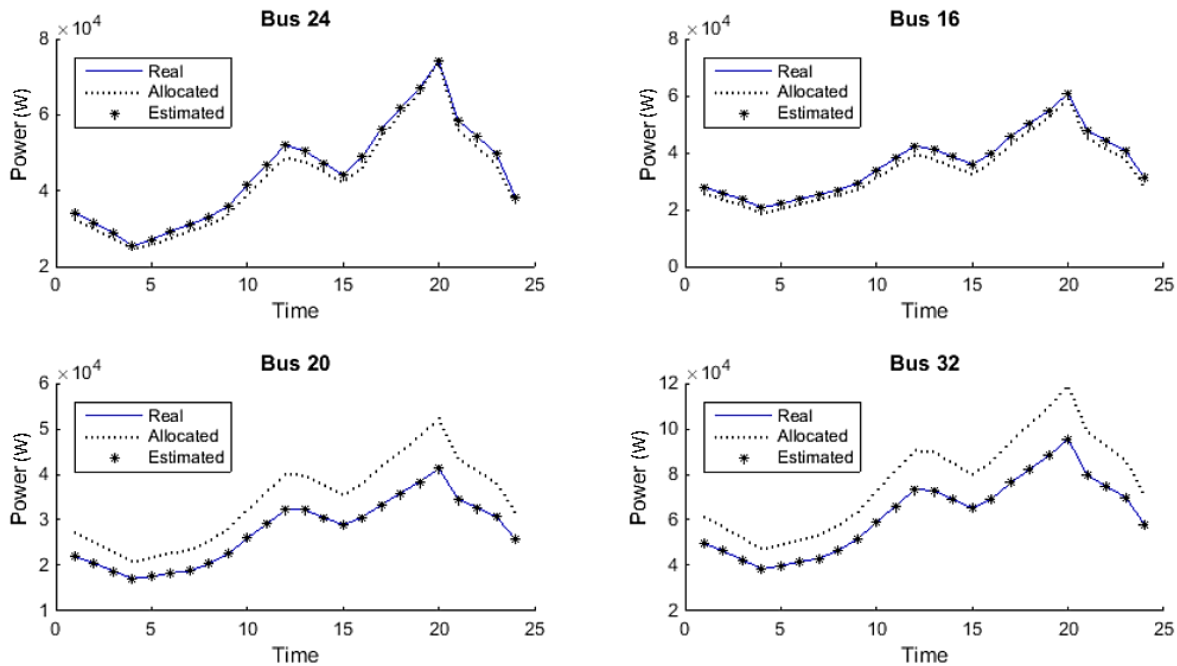 Bus 24
× 10⁴
8
6
4
2
Power (W)
Real
Allocated
Estimated
0 5 10 15 20 25
Time
Bus 16
× 10⁴
8
6
4
2
0
Power (W)
Real
Allocated
Estimated
0 5 10 15 20 25
Time
Bus 20
× 10⁴
6
5
4
3
2
1
Power (W)
Real
Allocated
Estimated
0 5 10 15 20 25
Time
Bus 32
× 10⁴
12
10
8
6
4
2
Power (W)
Real
Allocated
Estimated
0 5 10 15 20 25
Time